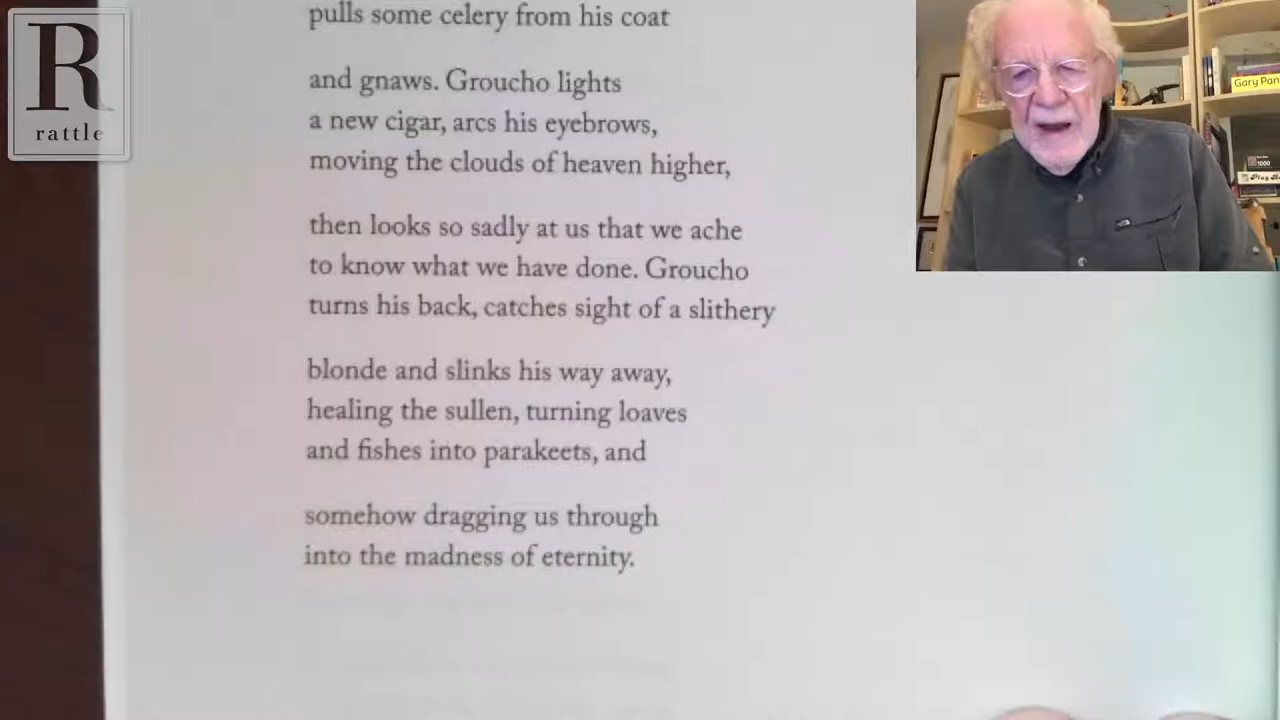 R
rattle
pulls some celery from his coat
and gnaws. Groucho lights
a new cigar, arcs his eyebrows,
moving the clouds of heaven higher,
then looks so sadly at us that we ache
to know what we have done. Groucho
turns his back, catches sight of a slithery
blonde and slinks his way away,
healing the sullen, turning loaves
and fishes into parakeets, and
somehow dragging us through
into the madness of eternity.
Gary Pan
1000